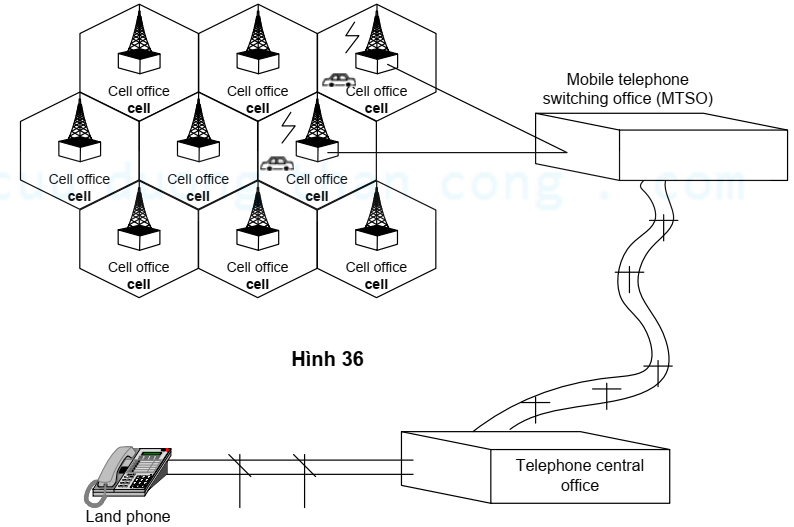 Cell office Cell office Cell office
cell cell cell
Mobile telephone
switching office (MTSO)
Cell office Cell office Cell office
cell cell cell
cong . com
Cell office Cell office Cell office
cell cell cell
Hình 36
Telephone central
office
Land phone